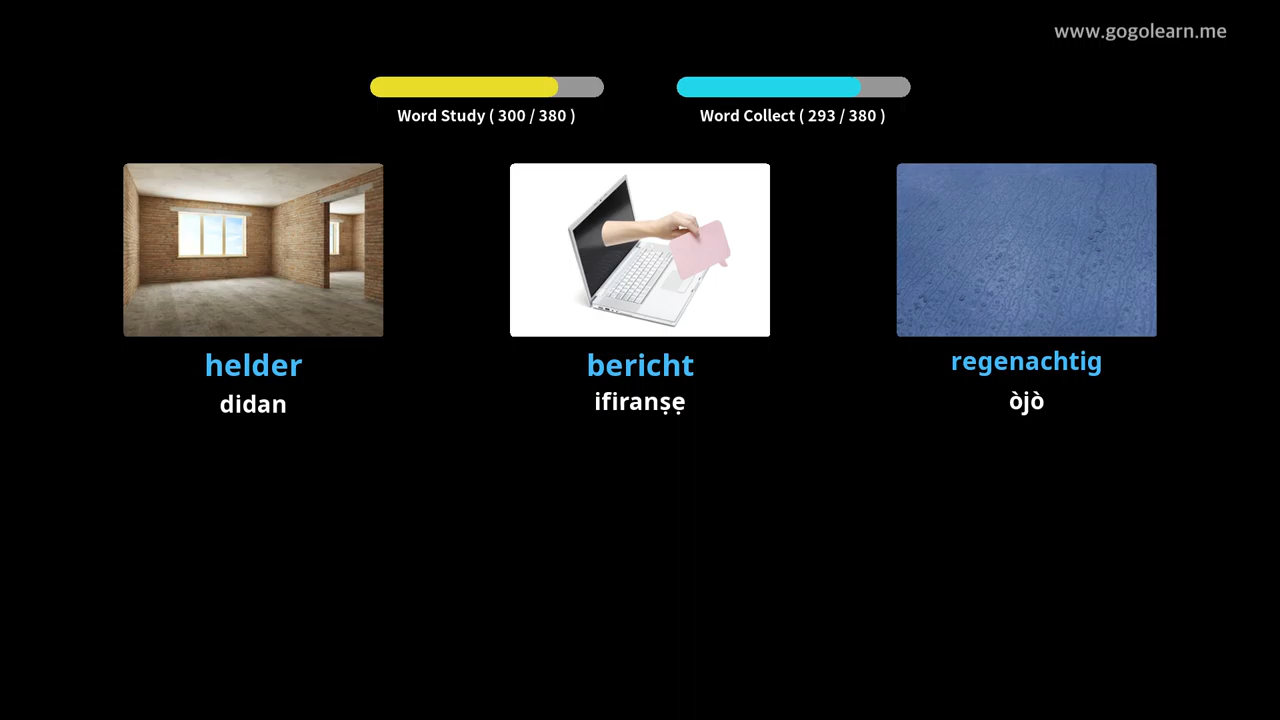 www.gogolearn.me
Word Study ( 300 / 380 )
Word Collect ( 293 / 380 )
helder
bericht
regenachtig
didan
ifiranṣẹ
òjò